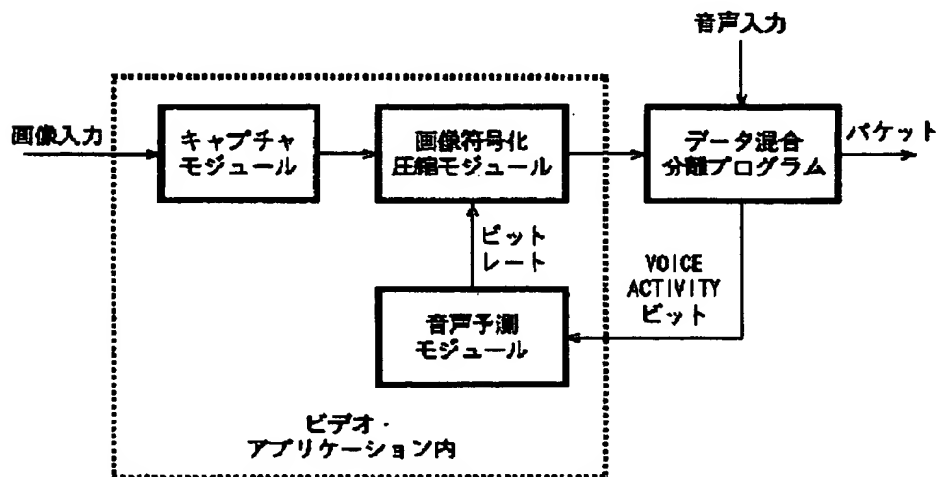 音声入力
画像入力
キャプチャ
モジュール
画像符号化
圧縮モジュール
データ混合
分離プログラム
パケット
ビット
レート
VOICE
ACTIVITY
ビット
音声予測
モジュール
ビデオ・
アプリケーション内